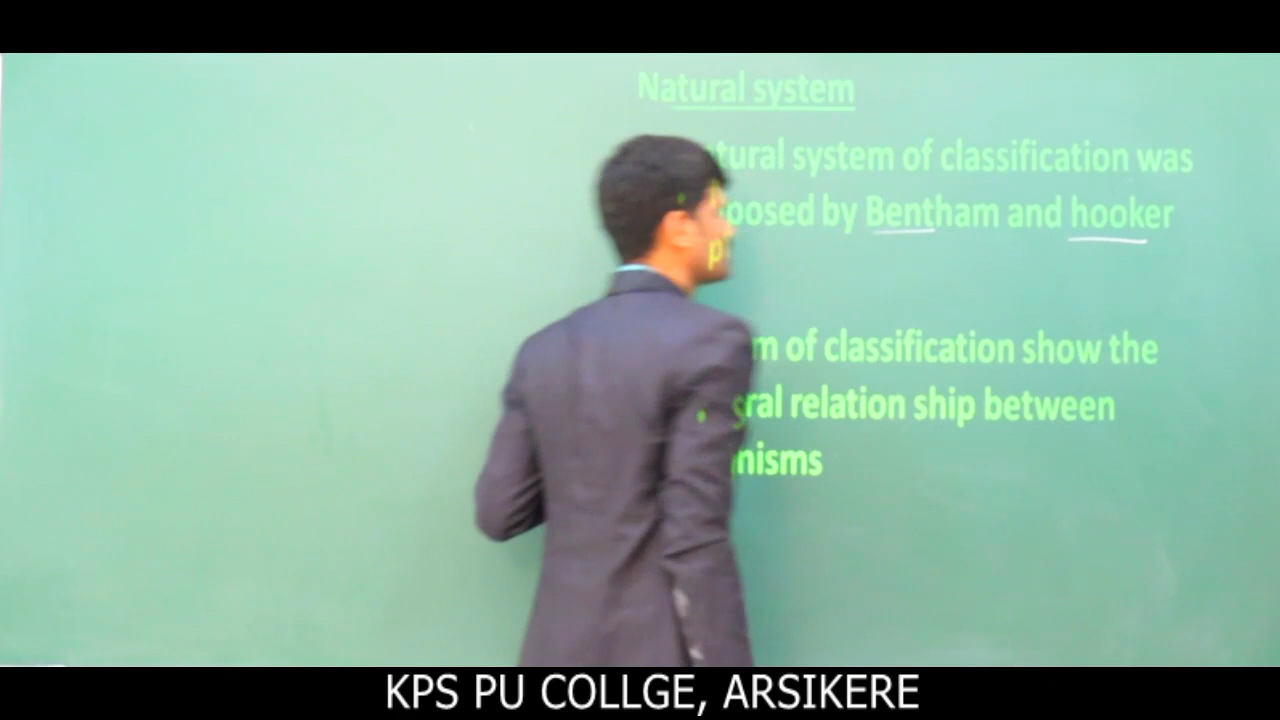 Natural system
tural system of classification was
posed by Bentham and hooker
m of classification show the
ral relation ship between
nisms
KPS PU COLLGE, ARSIKERE